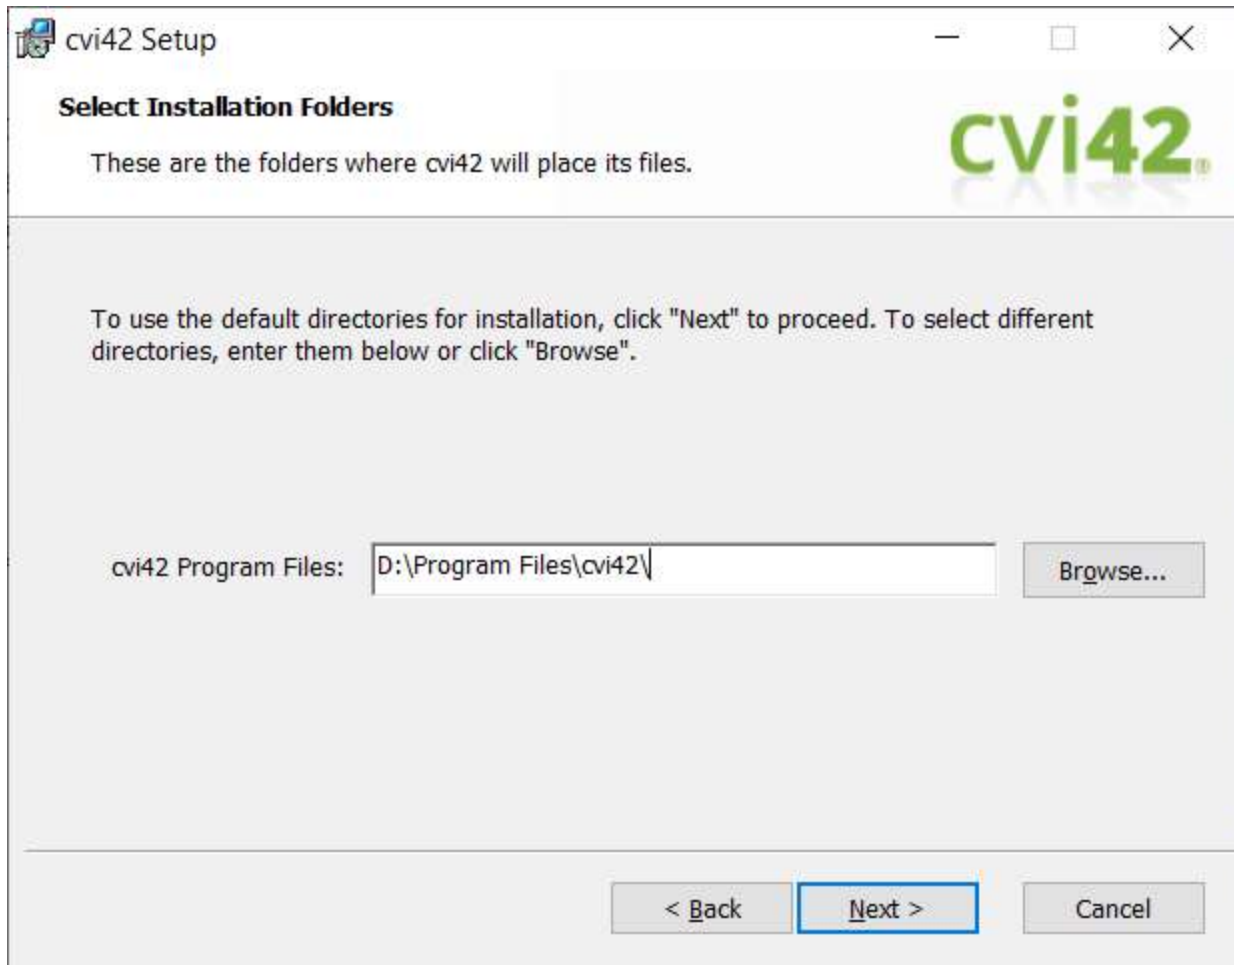 cvi42 Setup
Select Installation Folders
These are the folders where cvi42 will place its files.
cvi42®
To use the default directories for installation, click "Next" to proceed. To select different
directories, enter them below or click "Browse".
cvi42 Program Files:
D:\Program Files\cvi42\
Browse...
< Back
Next >
Cancel